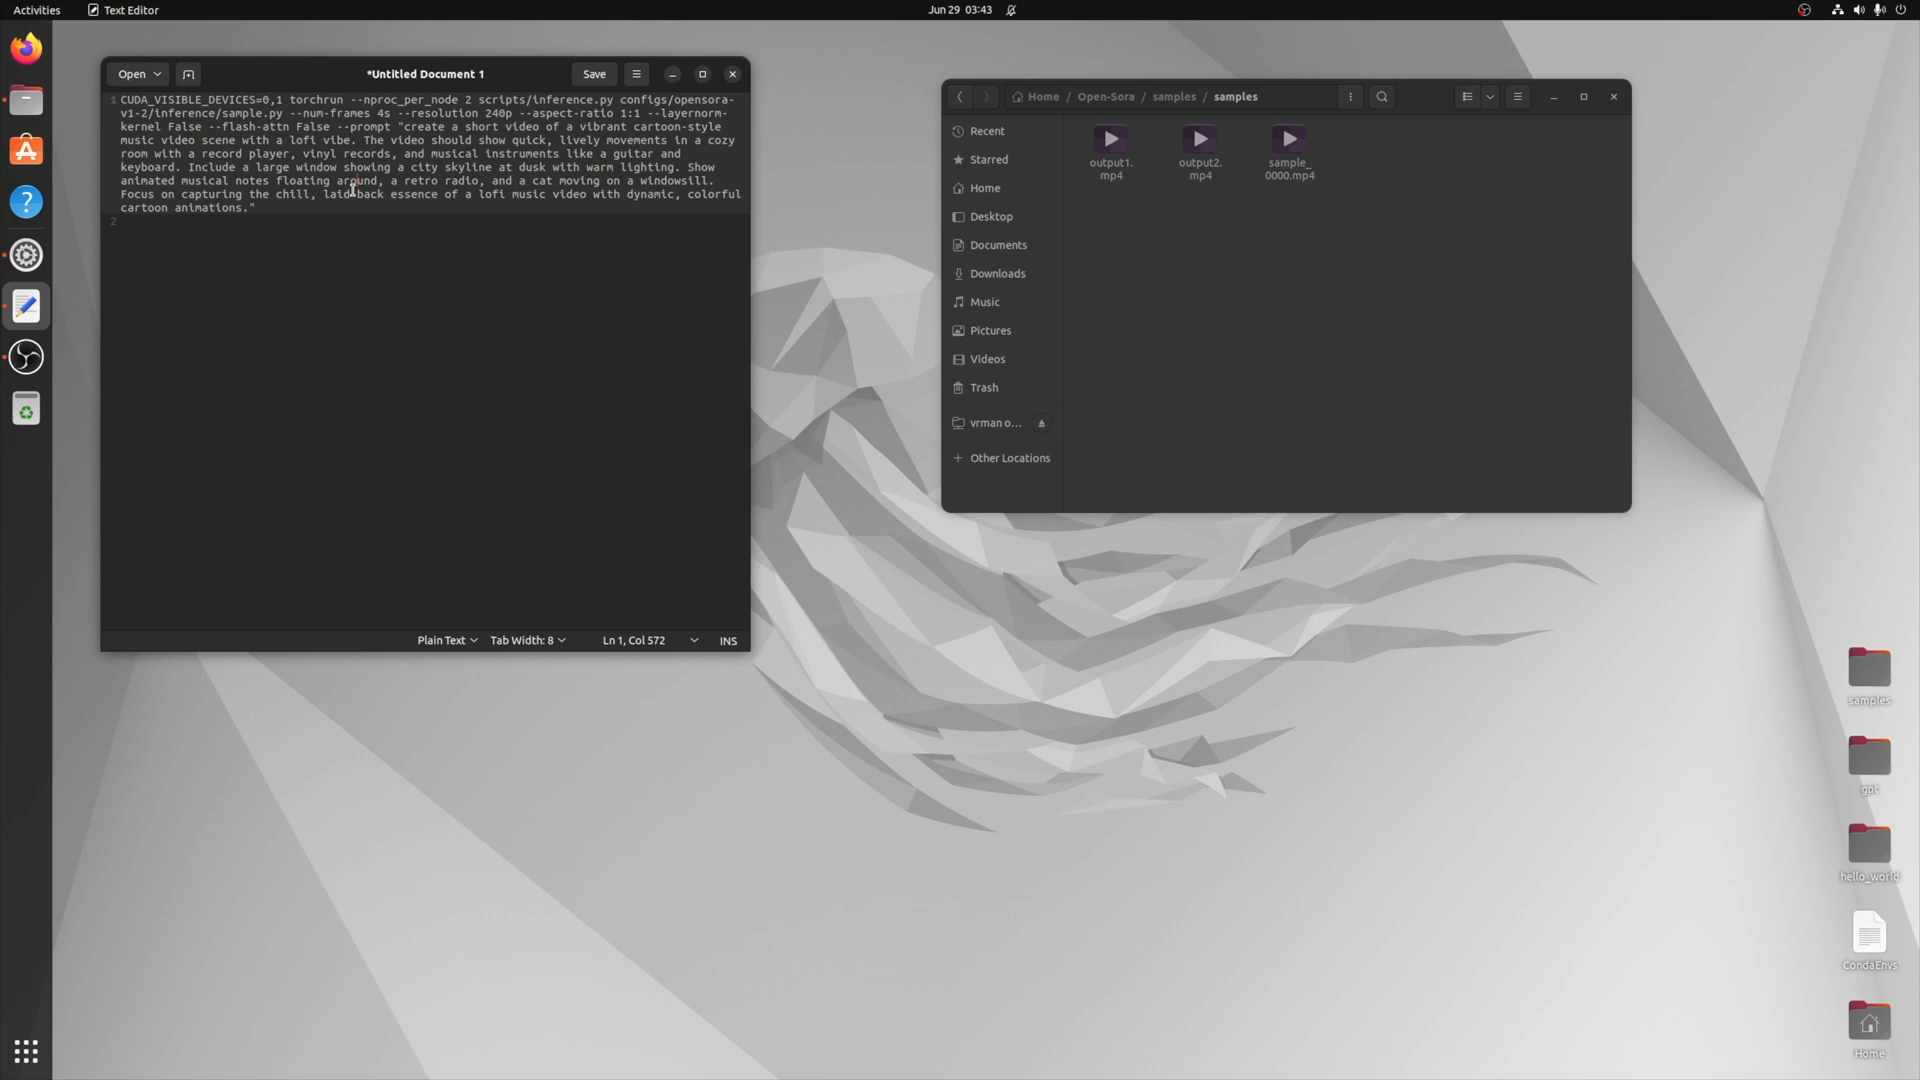 Activities
Text Editor
Jun 29 03:43
Open
*Untitled Document 1
Save
1 CUDA_VISIBLE_DEVICES=0,1 torchrun --nproc_per_node 2 scripts/inference.py configs/opensora-
v1-2/inference/sample.py --num-frames 4s --resolution 240p --aspect-ratio 1:1 --layernorm-
kernel False --flash-attn False --prompt "create a short video of a vibrant cartoon-style
music video scene with a lofi vibe. The video should show quick, lively movements in a cozy
room with a record player, vinyl records, and musical instruments like a guitar and
keyboard. Include a large window showing a city skyline at dusk with warm lighting. Show
animated musical notes floating around, a retro radio, and a cat moving on a windowsill.
Focus on capturing the chill, laid-back essence of a lofi music video with dynamic, colorful
cartoon animations."
2
Plain Text
Tab Width: 8
Ln 1, Col 572
INS
Home / Open-Sora / samples / samples
Recent
Starred
Home
Desktop
Documents
Downloads
Music
Pictures
Videos
Trash
vrman o...
Other Locations
output1.
mp4
output2.
mp4
sample_
0000.mp4
samples
gpt
hello_world
CondaEnvs
Home